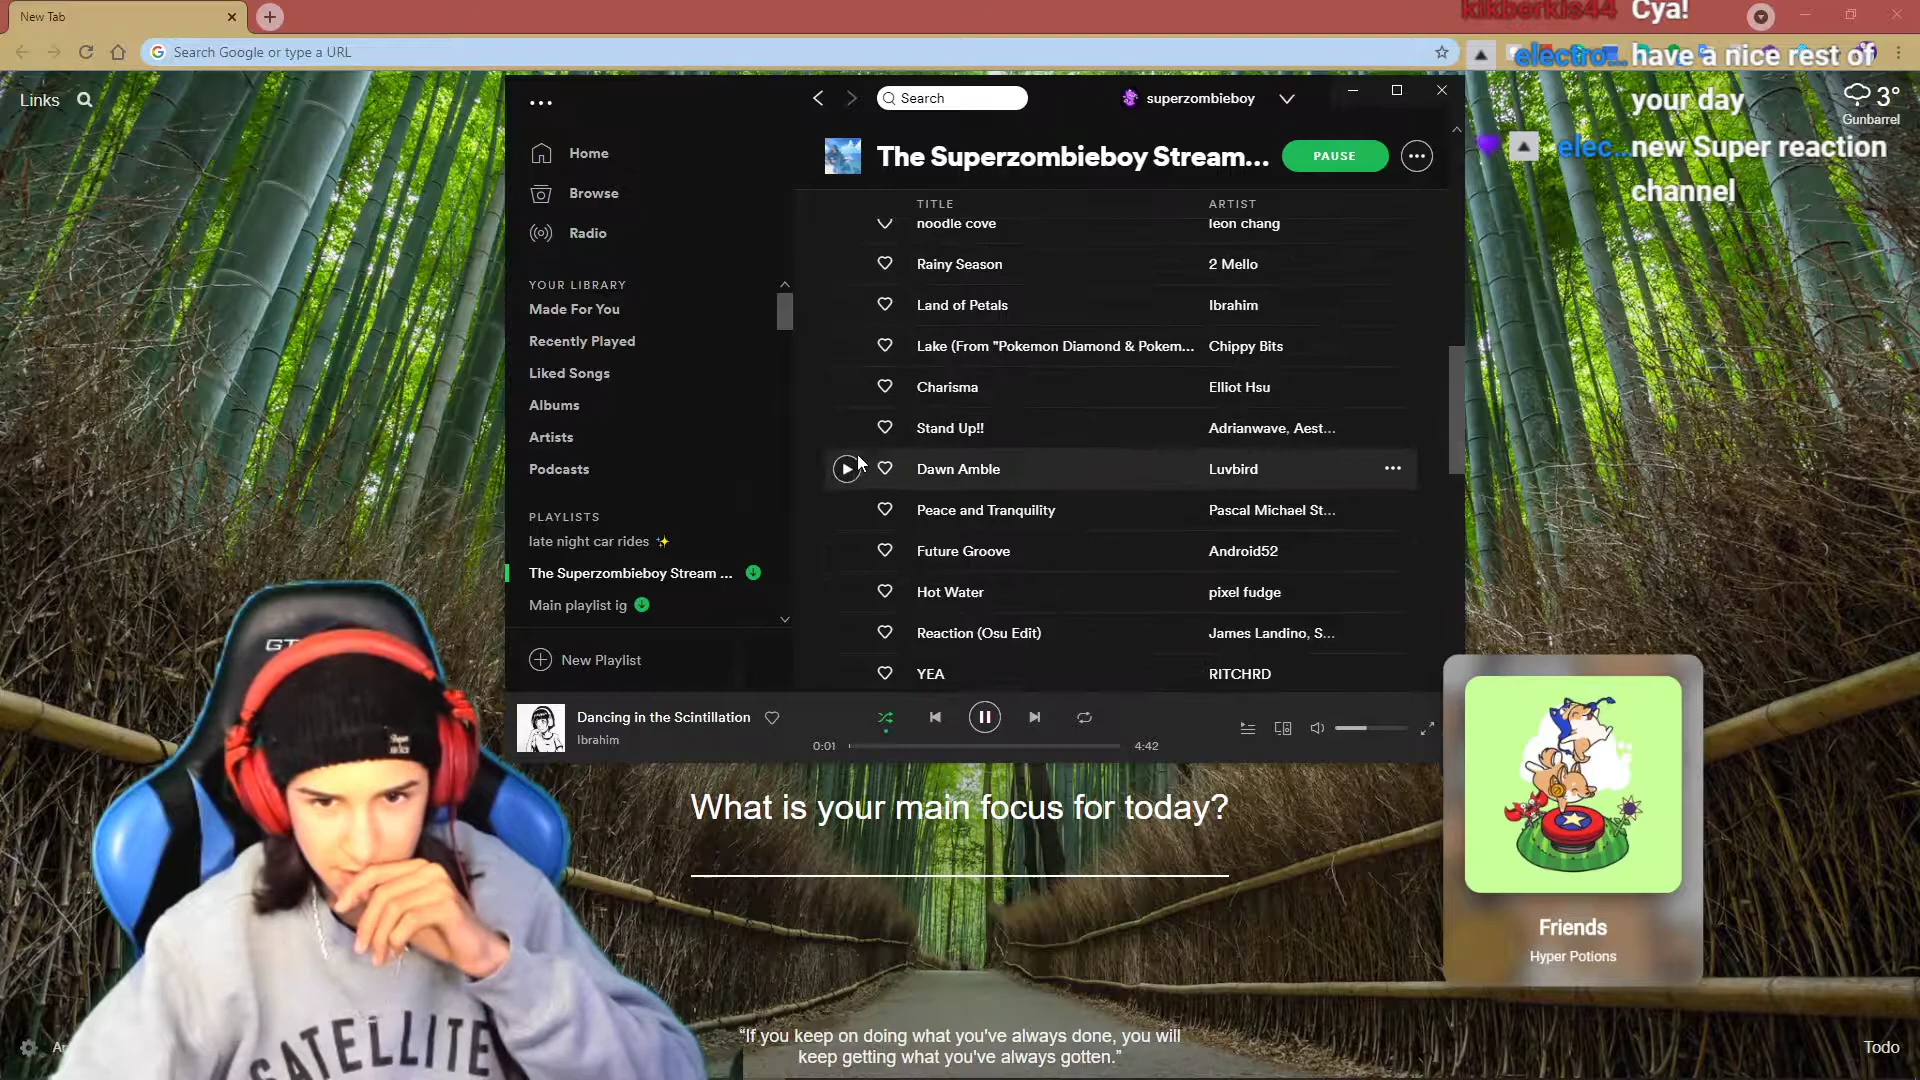 New Tab
kikborkis44 Cya!
Search Google or type a URL
electro... have a nice rest of
your day
elec... new Super reaction
channel
Links
3°
Gunbarrel
Search
superzombieboy
Home
Browse
Radio
YOUR LIBRARY
Made For You
Recently Played
Liked Songs
Albums
Artists
Podcasts
PLAYLISTS
late night car rides ✨
The Superzombieboy Stream ...
Main playlist ig
New Playlist
The Superzombieboy Stream...
PAUSE
TITLE ARTIST
noodle cove leon chang
Rainy Season 2 Mello
Land of Petals Ibrahim
Lake (From "Pokemon Diamond & Pokem... Chippy Bits
Charisma Elliot Hsu
Stand Up!! Adrianwave, Aest...
Dawn Amble Luvbird
Peace and Tranquility Pascal Michael St...
Future Groove Android52
Hot Water pixel fudge
Reaction (Osu Edit) James Landino, S...
YEA RITCHRD
Dancing in the Scintillation
Ibrahim
0:01
4:42
GT
What is your main focus for today?
Friends
Hyper Potions
SATELLITE
"If you keep on doing what you've always done, you will
keep getting what you've always gotten."
Todo